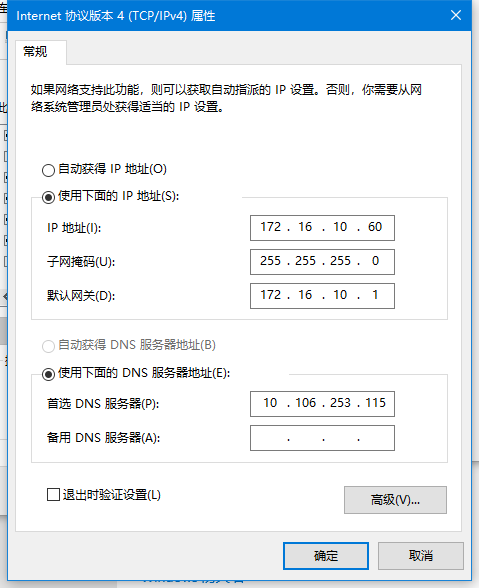 Internet 协议版本 4 (TCP/IPv4) 属性
常规
如果网络支持此功能，则可以获取自动指派的 IP 设置。否则，你需要从网
络系统管理员处获得适当的 IP 设置。
自动获得 IP 地址(O)
使用下面的 IP 地址(S):
IP 地址(I): 172 . 16 . 10 . 60
子网掩码(U): 255 . 255 . 255 . 0
默认网关(D): 172 . 16 . 10 . 1
自动获得 DNS 服务器地址(B)
使用下面的 DNS 服务器地址(E):
首选 DNS 服务器(P): 10 . 106 . 253 . 115
备用 DNS 服务器(A): . . .
退出时验证设置(L)
高级(V)...
确定 取消